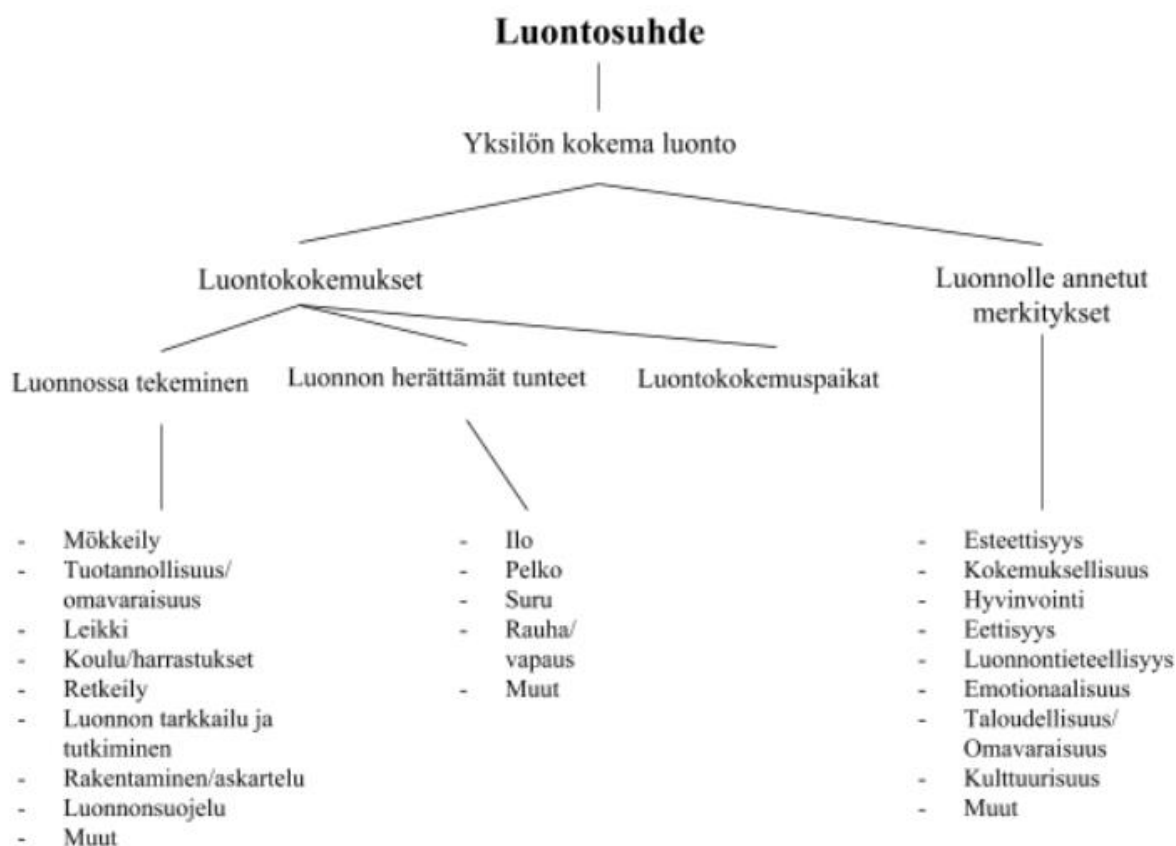 Luontosuhde
Yksilön kokema luonto
Luontokokemukset
Luonnolle annetut
merkitykset
Luonnossa tekeminen
Luonnon herättämät tunteet
Luontokokemuspaikat
- Mökkeily
- Tuotannollisuus/
omavaraisuus
- Leikki
- Koulu/harrastukset
- Retkeily
- Luonnon tarkkailu ja
tutkiminen
- Rakentaminen/askartelu
- Luonnonsuojelu
- Muut
- Ilo
- Pelko
- Suru
- Rauha/
vapaus
- Muut
- Esteettisyys
- Kokemuksellisuus
- Hyvinvointi
- Eettisyys
- Luonnontieteellisyys
- Emotionaalisuus
- Taloudellisuus/
Omavaraisuus
- Kulttuurisuus
- Muut